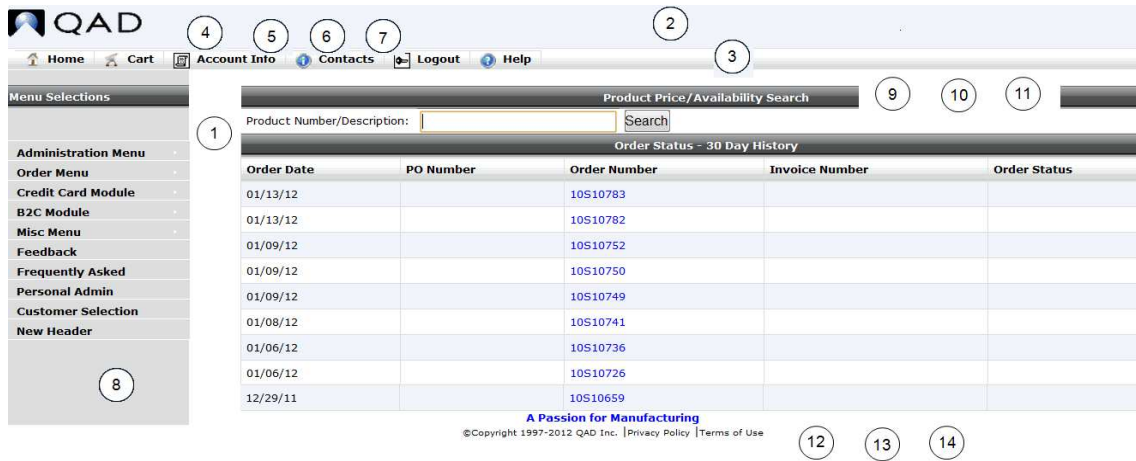 QAD
2
4 5 6 7
Home Cart Account Info Contacts Logout Help
3
Menu Selections
Product Price/Availability Search
9 10 11
1
Product Number/Description: Search
Order Status - 30 Day History
Administration Menu
Order Menu
Credit Card Module
B2C Module
Misc Menu
Feedback
Frequently Asked
Personal Admin
Customer Selection
New Header
8
Order Date PO Number Order Number Invoice Number Order Status
01/13/12 10S10783
01/13/12 10S10782
01/09/12 10S10752
01/09/12 10S10750
01/09/12 10S10749
01/08/12 10S10741
01/06/12 10S10736
01/06/12 10S10726
12/29/11 10S10659
A Passion for Manufacturing
©Copyright 1997-2012 QAD Inc. |Privacy Policy |Terms of Use
12 13 14